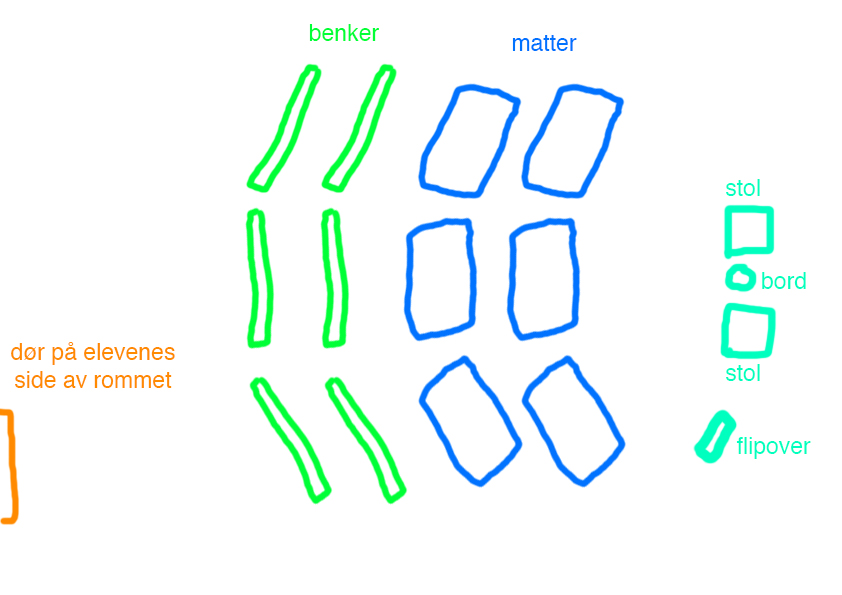 benker
matter
stol
bord
dør på elevenes
side av rommet
stol
flipover